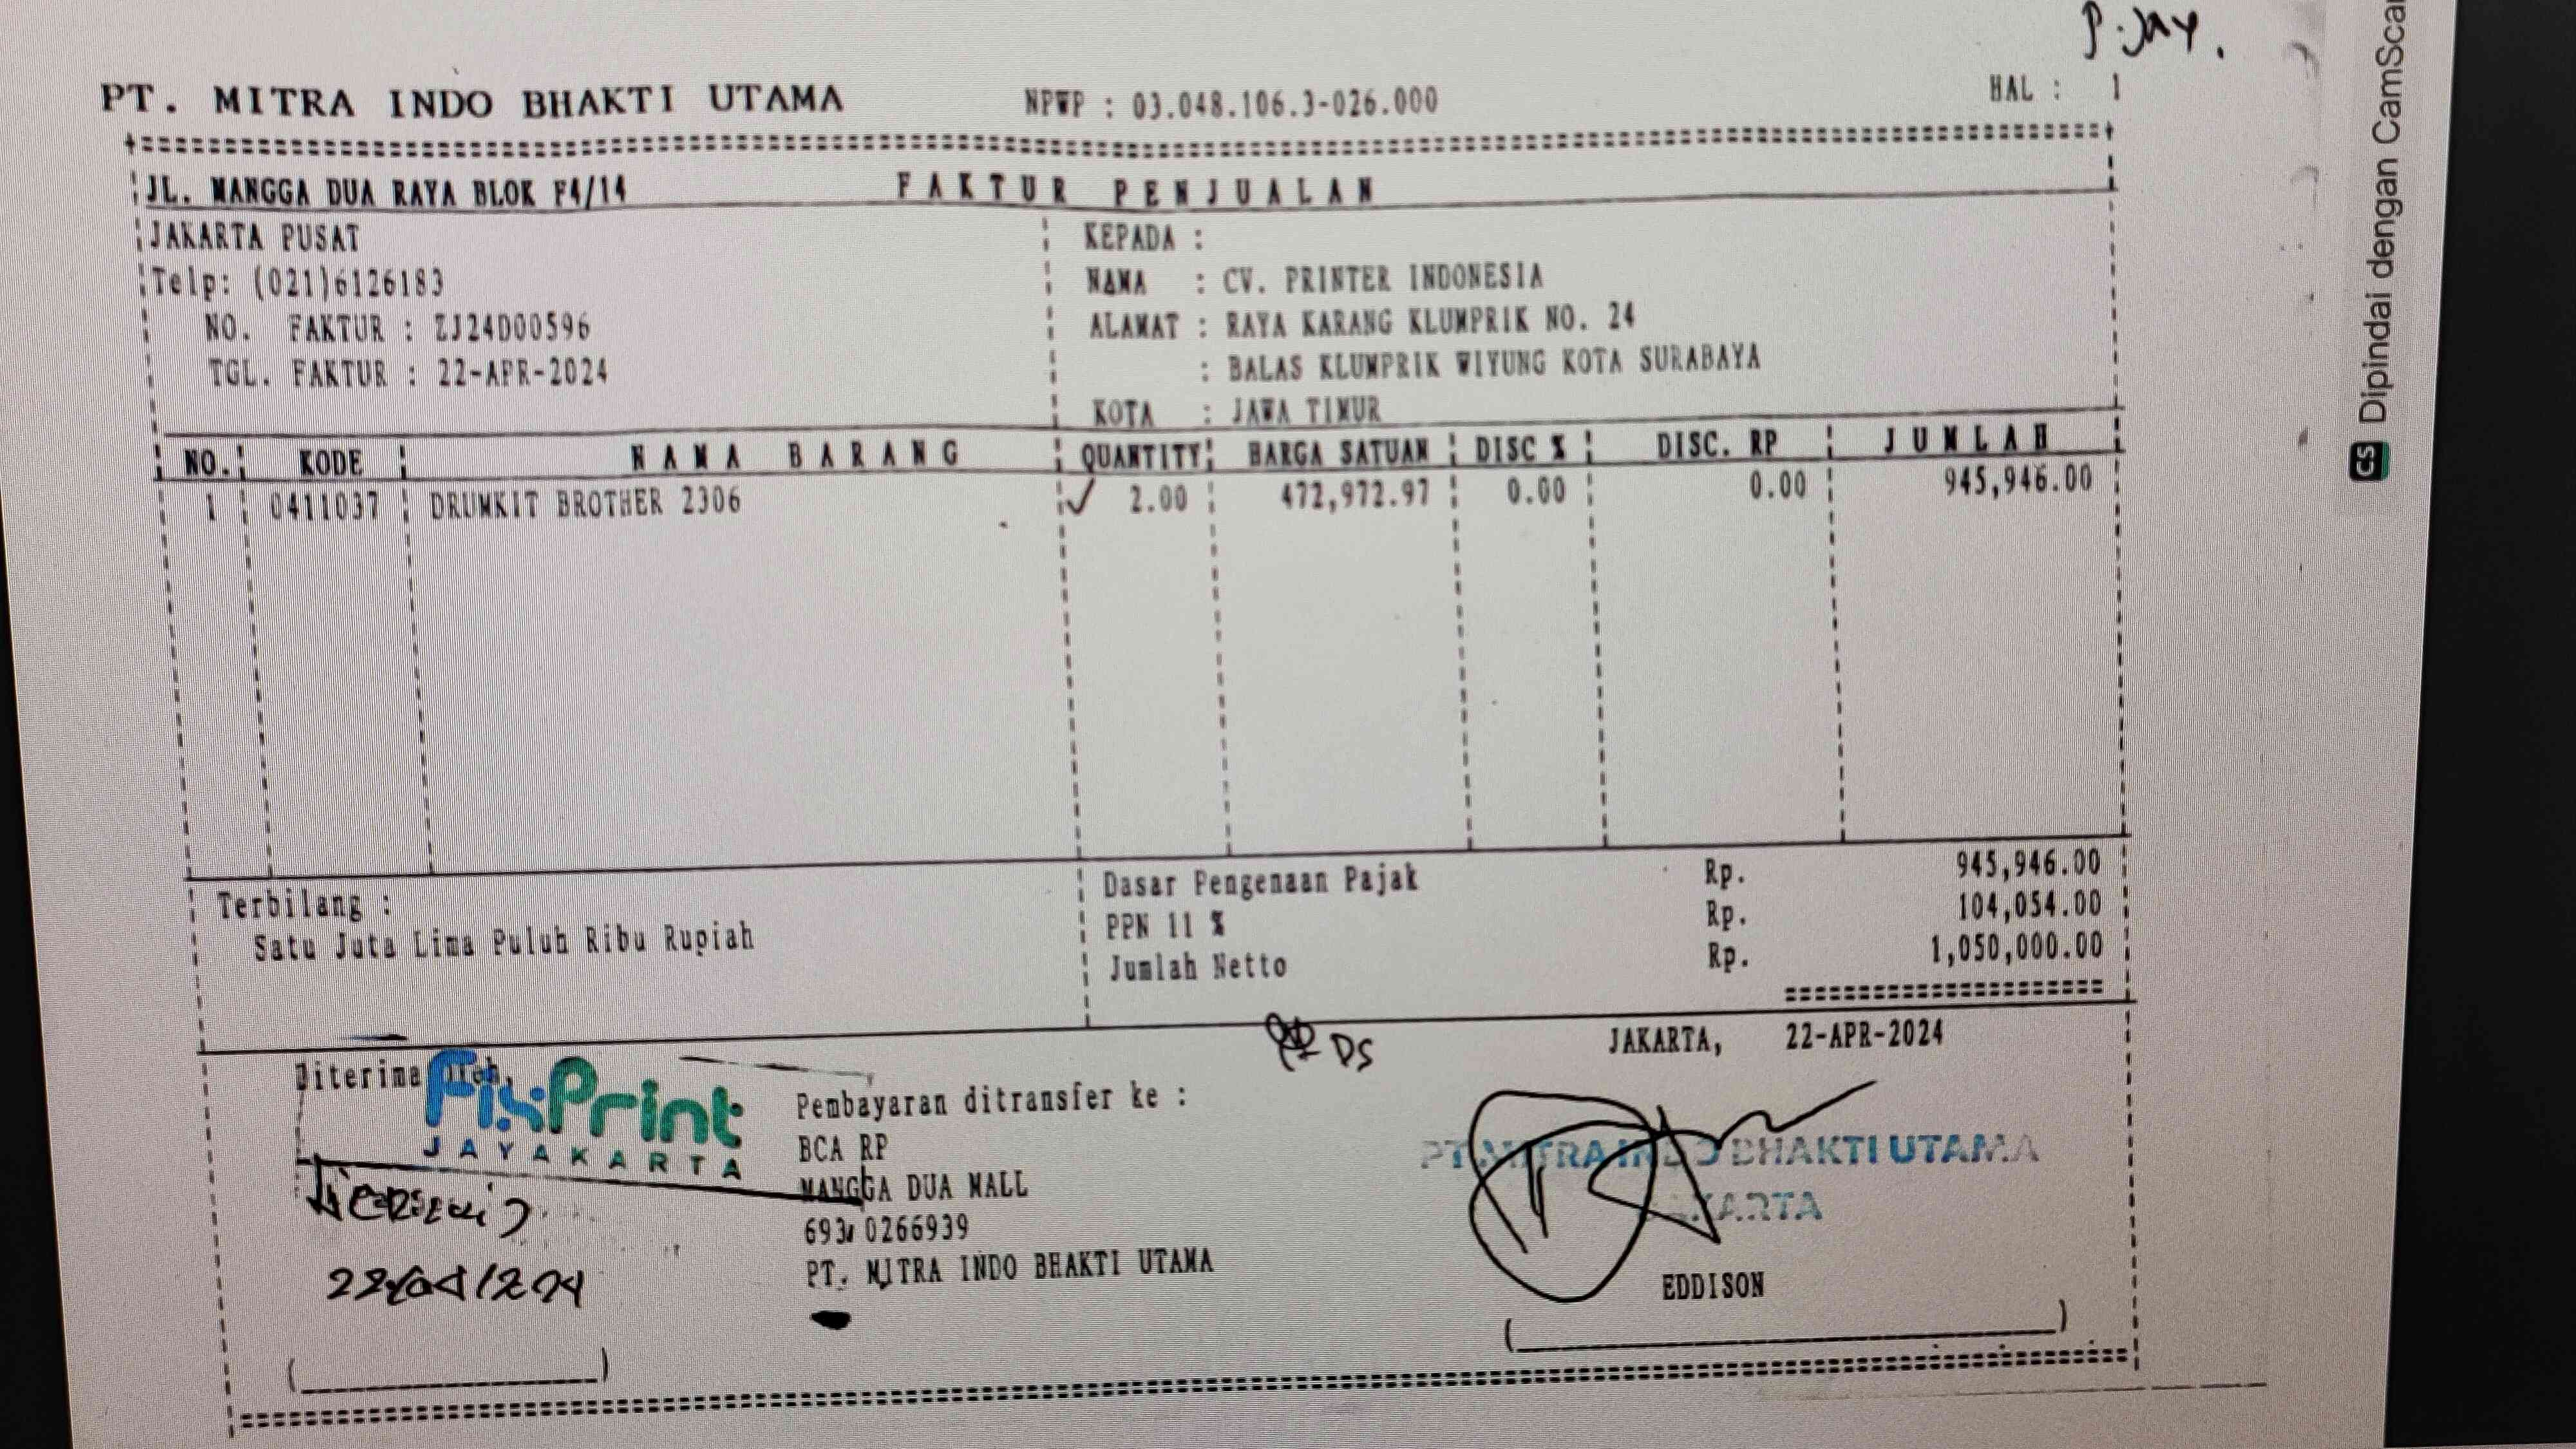 P. JAY.
PT. MITRA INDO BHAKTI UTAMA NPWP : 03.048.106.3-026.000 HAL : 1
JL. MANGGA DUA RAYA BLOK F4/14 FAKTUR PENJUALAN
JAKARTA PUSAT
Telp: (021)6126183
NO. FAKTUR : ZJ24D00596
TGL. FAKTUR : 22-APR-2024
KEPADA :
NAMA : CV. PRINTER INDONESIA
ALAMAT : RAYA KARANG KLUMPRIK NO. 24
: BALAS KLUMPRIK WIYUNG KOTA SURABAYA
KOTA : JAWA TIMUR
NO. KODE NAMA BARANG QUANTITY HARGA SATUAN DISC % DISC. RP JUMLAH
1 0411037 DRUMKIT BROTHER 2306 ✓ 2.00 472,972.97 0.00 0.00 945,946.00
Terbilang :
Satu Juta Lima Puluh Ribu Rupiah
Dasar Pengenaan Pajak Rp. 945,946.00
PPN 11 % Rp. 104,054.00
Jumlah Netto Rp. 1,050,000.00
DS
JAKARTA, 22-APR-2024
Diterima oleh,
FixPrint
JAYAKARTA
Pembayaran ditransfer ke :
BCA RP
MANGGA DUA MALL
0266939
PT. MITRA INDO BHAKTI UTAMA
PT. MITRA INDO BHAKTI UTAMA
JAKARTA
EDDISON
Dipindai dengan
CS